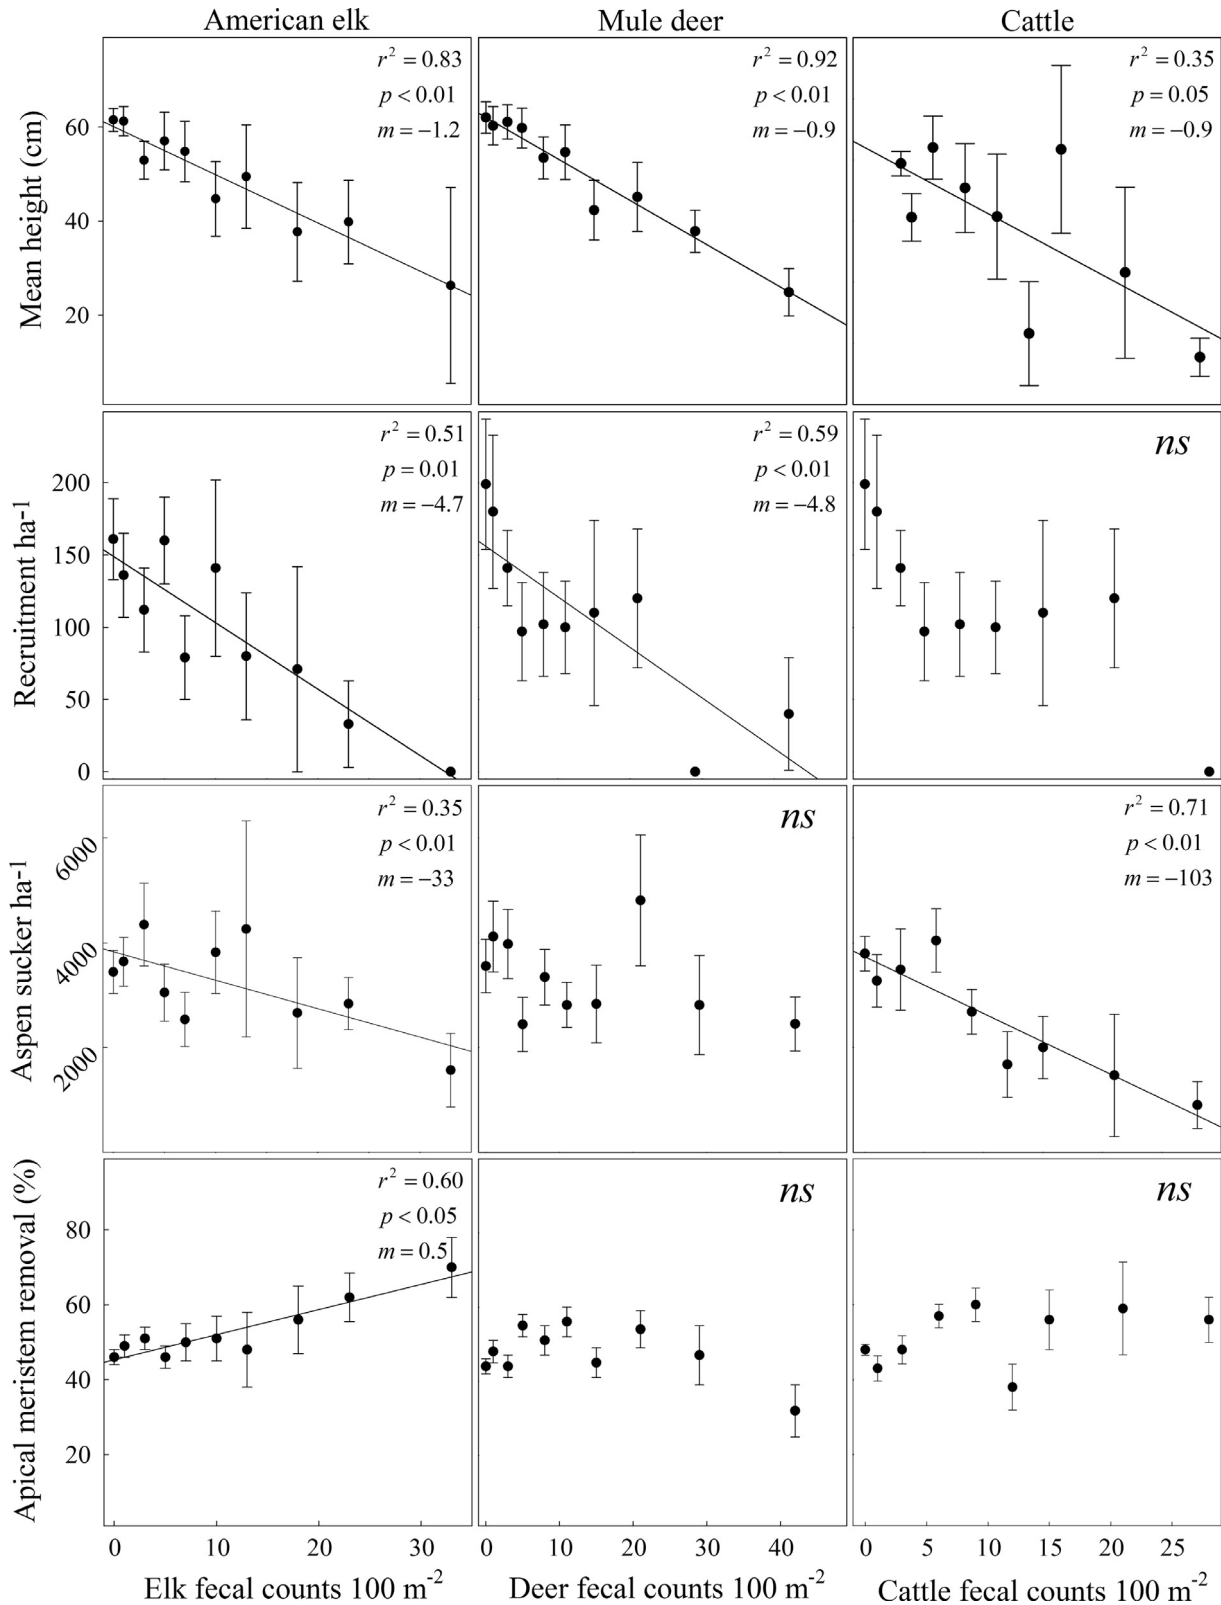 American elk Mule deer Cattle
Mean height (cm)
60
40
20
r² = 0.83
p < 0.01
m = −1.2
r² = 0.92
p < 0.01
m = −0.9
r² = 0.35
p = 0.05
m = −0.9
Recruitment ha-1
200
150
100
50
0
r² = 0.51
p = 0.01
m = −4.7
r² = 0.59
p < 0.01
m = −4.8
ns
Aspen sucker ha-1
6000
4000
2000
r² = 0.35
p < 0.01
m = −33
ns
r² = 0.71
p < 0.01
m = −103
Apical meristem removal (%)
80
60
40
20
r² = 0.60
p < 0.05
m = 0.5
ns
ns
0 10 20 30
0 10 20 30 40
0 5 10 15 20 25
Elk fecal counts 100 m-2
Deer fecal counts 100 m-2
Cattle fecal counts 100 m-2